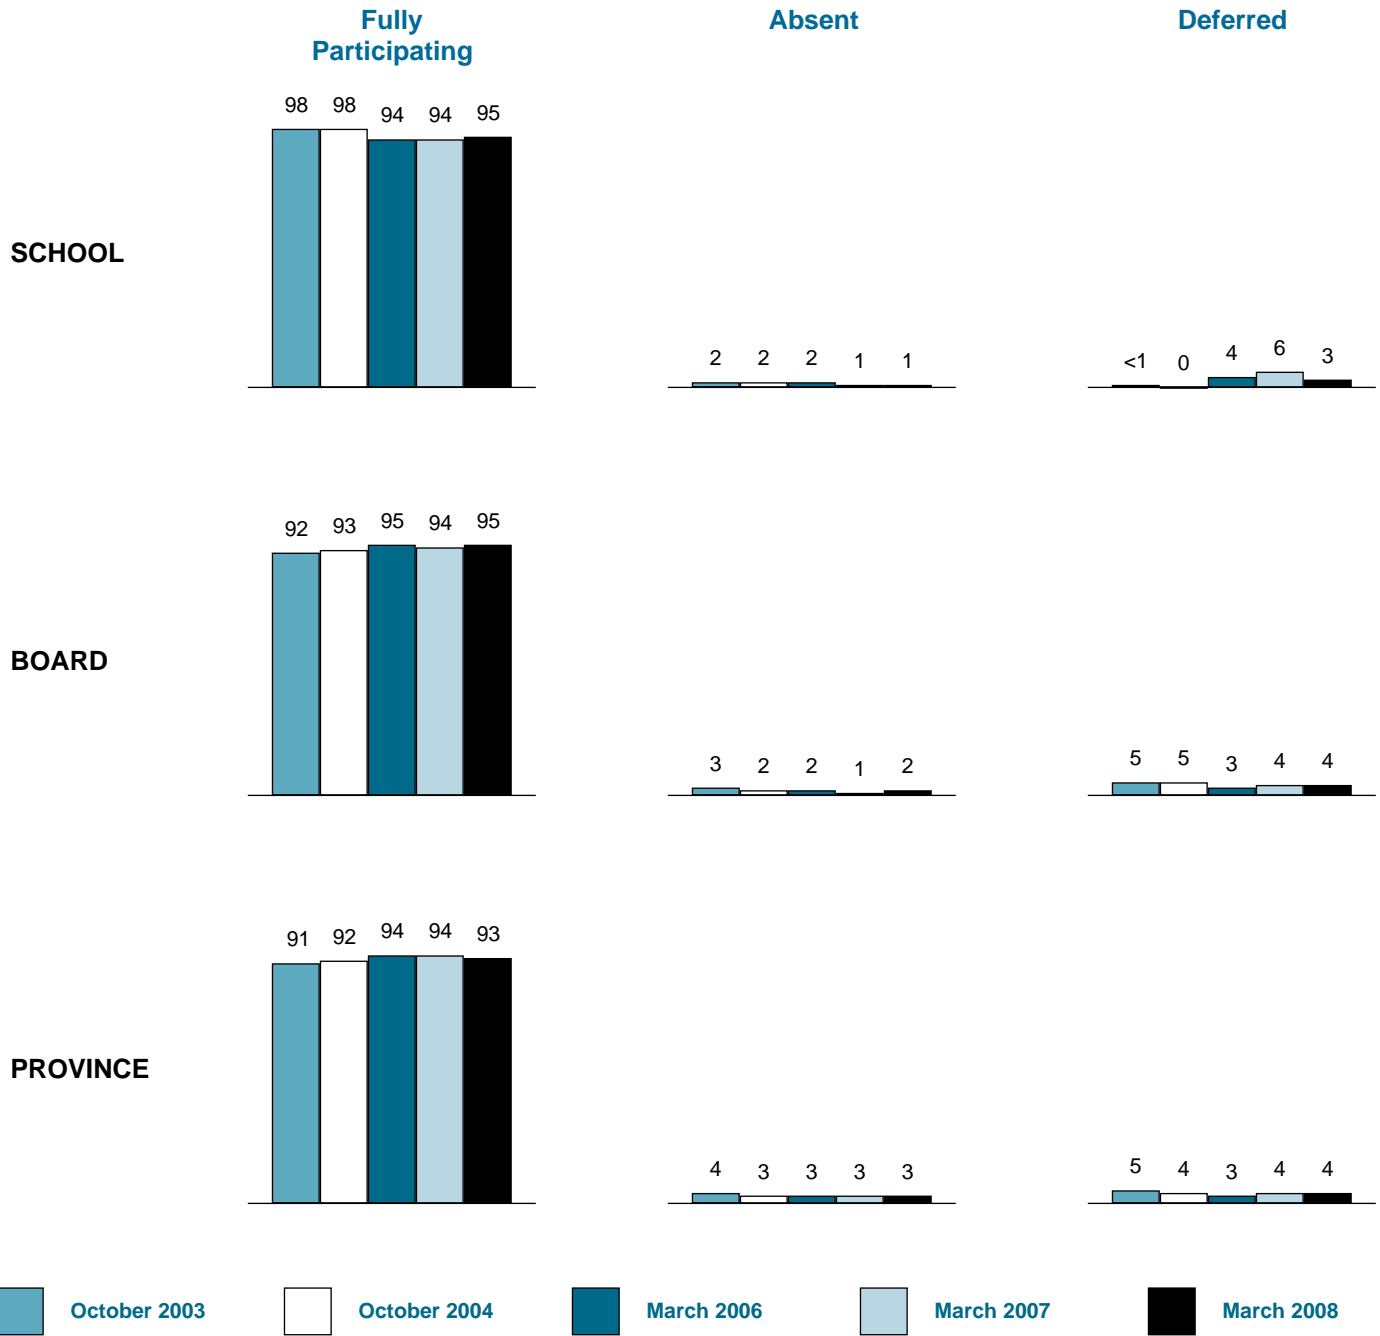 Fully
Participating
Absent
Deferred
98 98 94 94 95
SCHOOL
2 2 2 1 1
<1 0 4 6 3
92 93 95 94 95
BOARD
3 2 2 1 2
5 5 3 4 4
91 92 94 94 93
PROVINCE
4 3 3 3 3
5 4 3 4 4
October 2003
October 2004
March 2006
March 2007
March 2008